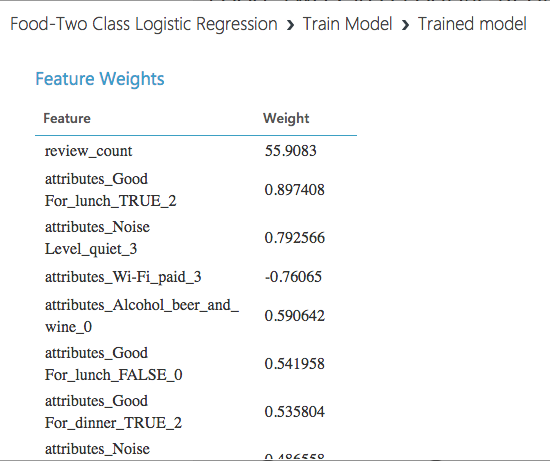 Food-Two Class Logistic Regression › Train Model › Trained model
Feature Weights
Feature Weight
review_count 55.9083
attributes_Good
For_lunch_TRUE_2 0.897408
attributes_Noise
Level_quiet_3 0.792566
attributes_Wi-Fi_paid_3 -0.76065
attributes_Alcohol_beer_and_
wine_0 0.590642
attributes_Good
For_lunch_FALSE_0 0.541958
attributes_Good
For_dinner_TRUE_2 0.535804
attributes_Noise